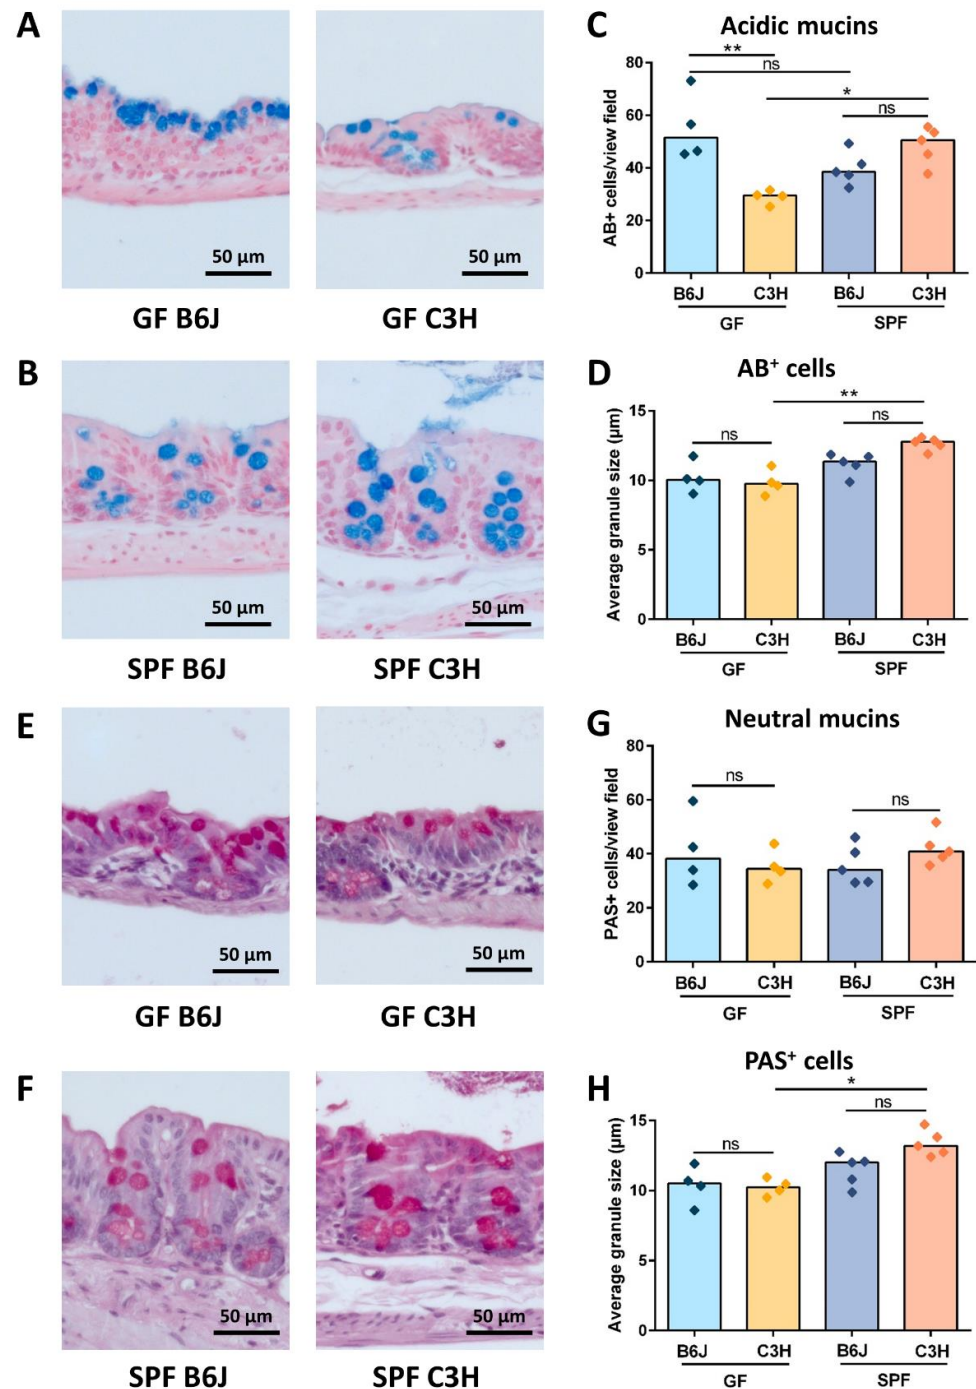 A
50 µm
GF B6J
50 µm
GF C3H
B
50 µm
SPF B6J
50 µm
SPF C3H
C
Acidic mucins
**
ns
*
ns
AB+ cells/view field
80
60
40
20
0
B6J
C3H
B6J
C3H
GF
SPF
D
AB⁺ cells
**
ns
ns
Average granule size (µm)
15
10
5
0
B6J
C3H
B6J
C3H
GF
SPF
E
50 µm
GF B6J
50 µm
GF C3H
F
50 µm
SPF B6J
50 µm
SPF C3H
G
Neutral mucins
ns
ns
PAS+ cells/view field
80
60
40
20
0
B6J
C3H
B6J
C3H
GF
SPF
H
PAS⁺ cells
*
ns
ns
Average granule size (µm)
15
10
5
0
B6J
C3H
B6J
C3H
GF
SPF